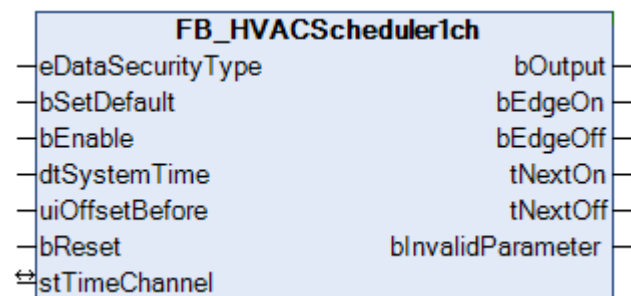 FB_HVACScheduler1ch
eDataSecurityType bOutput
bSetDefault bEdgeOn
bEnable bEdgeOff
dtSystemTime tNextOn
uiOffsetBefore tNextOff
bReset bInvalidParameter
stTimeChannel